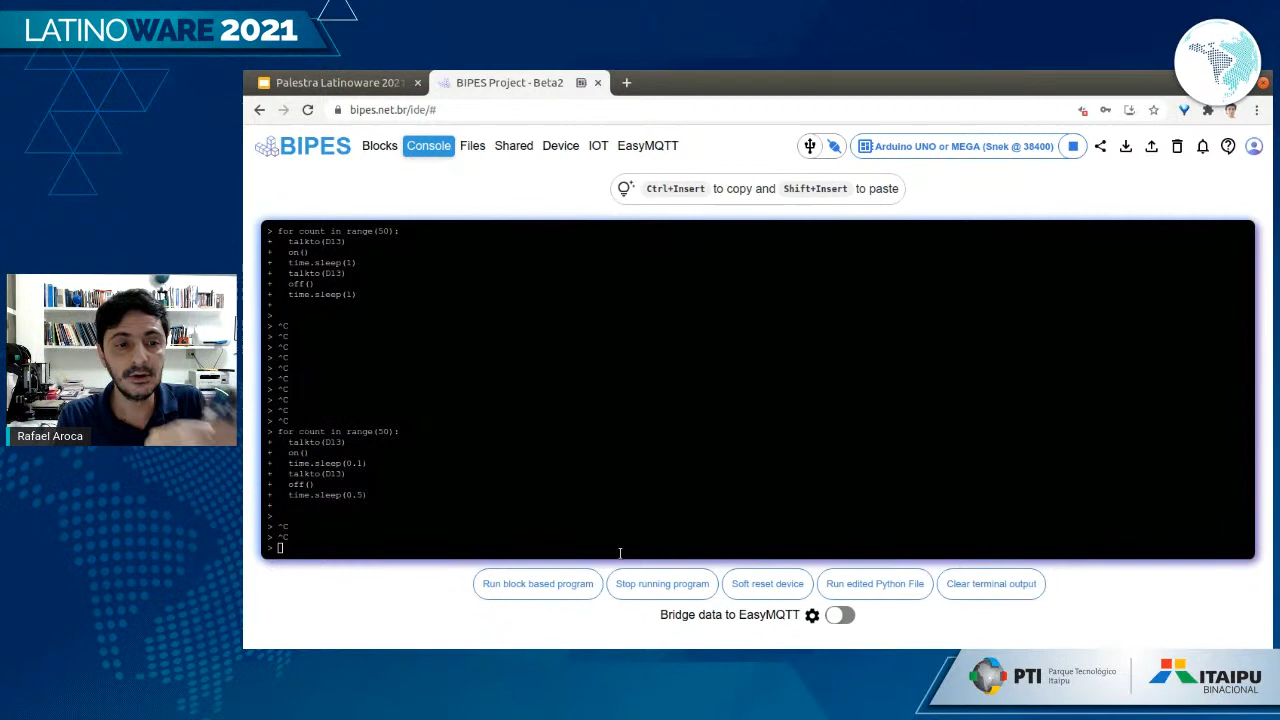 LATINOWARE 2021
Palestra Latinoware 2021
BIPES Project - Beta2
bipes.net.br/ide/#
BIPES Blocks Console Files Shared Device IOT EasyMQTT
Arduino UNO or MEGA (Snek @ 38400)
Ctrl+Insert to copy and Shift+Insert to paste
> for count in range(50):
+ talkto(D13)
+ on()
+ time.sleep(1)
+ talkto(D13)
+ off()
+ time.sleep(1)
+
>
> ^C
> ^C
> ^C
> ^C
> ^C
> ^C
> ^C
> ^C
> ^C
> ^C
> for count in range(50):
+ talkto(D13)
+ on()
+ time.sleep(0.1)
+ talkto(D13)
+ off()
+ time.sleep(0.5)
+
>
> ^C
> ^C
>
Rafael Aroca
Run block based program
Stop running program
Soft reset device
Run edited Python File
Clear terminal output
Bridge data to EasyMQTT
PTI
Parque Tecnológico
Itaipu
ITAIPU
BINACIONAL